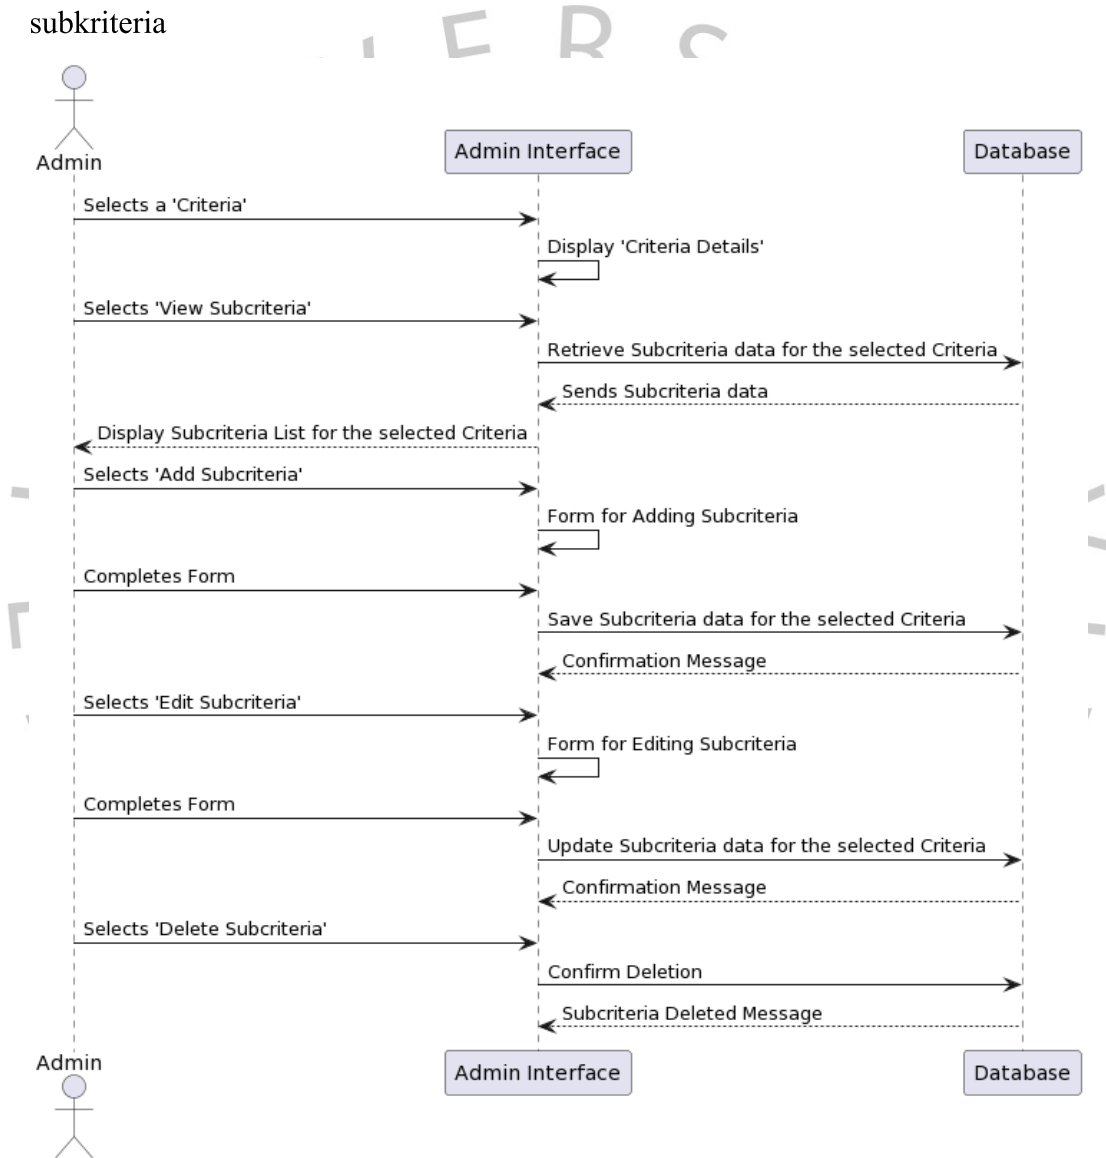 subkriteria
E R S
Admin
Admin Interface
Database
Selects a 'Criteria'
Display 'Criteria Details'
Selects 'View Subcriteria'
Retrieve Subcriteria data for the selected Criteria
Sends Subcriteria data
Display Subcriteria List for the selected Criteria
Selects 'Add Subcriteria'
Form for Adding Subcriteria
Completes Form
Save Subcriteria data for the selected Criteria
Confirmation Message
Selects 'Edit Subcriteria'
Form for Editing Subcriteria
Completes Form
Update Subcriteria data for the selected Criteria
Confirmation Message
Selects 'Delete Subcriteria'
Confirm Deletion
Subcriteria Deleted Message
Admin
Admin Interface
Database